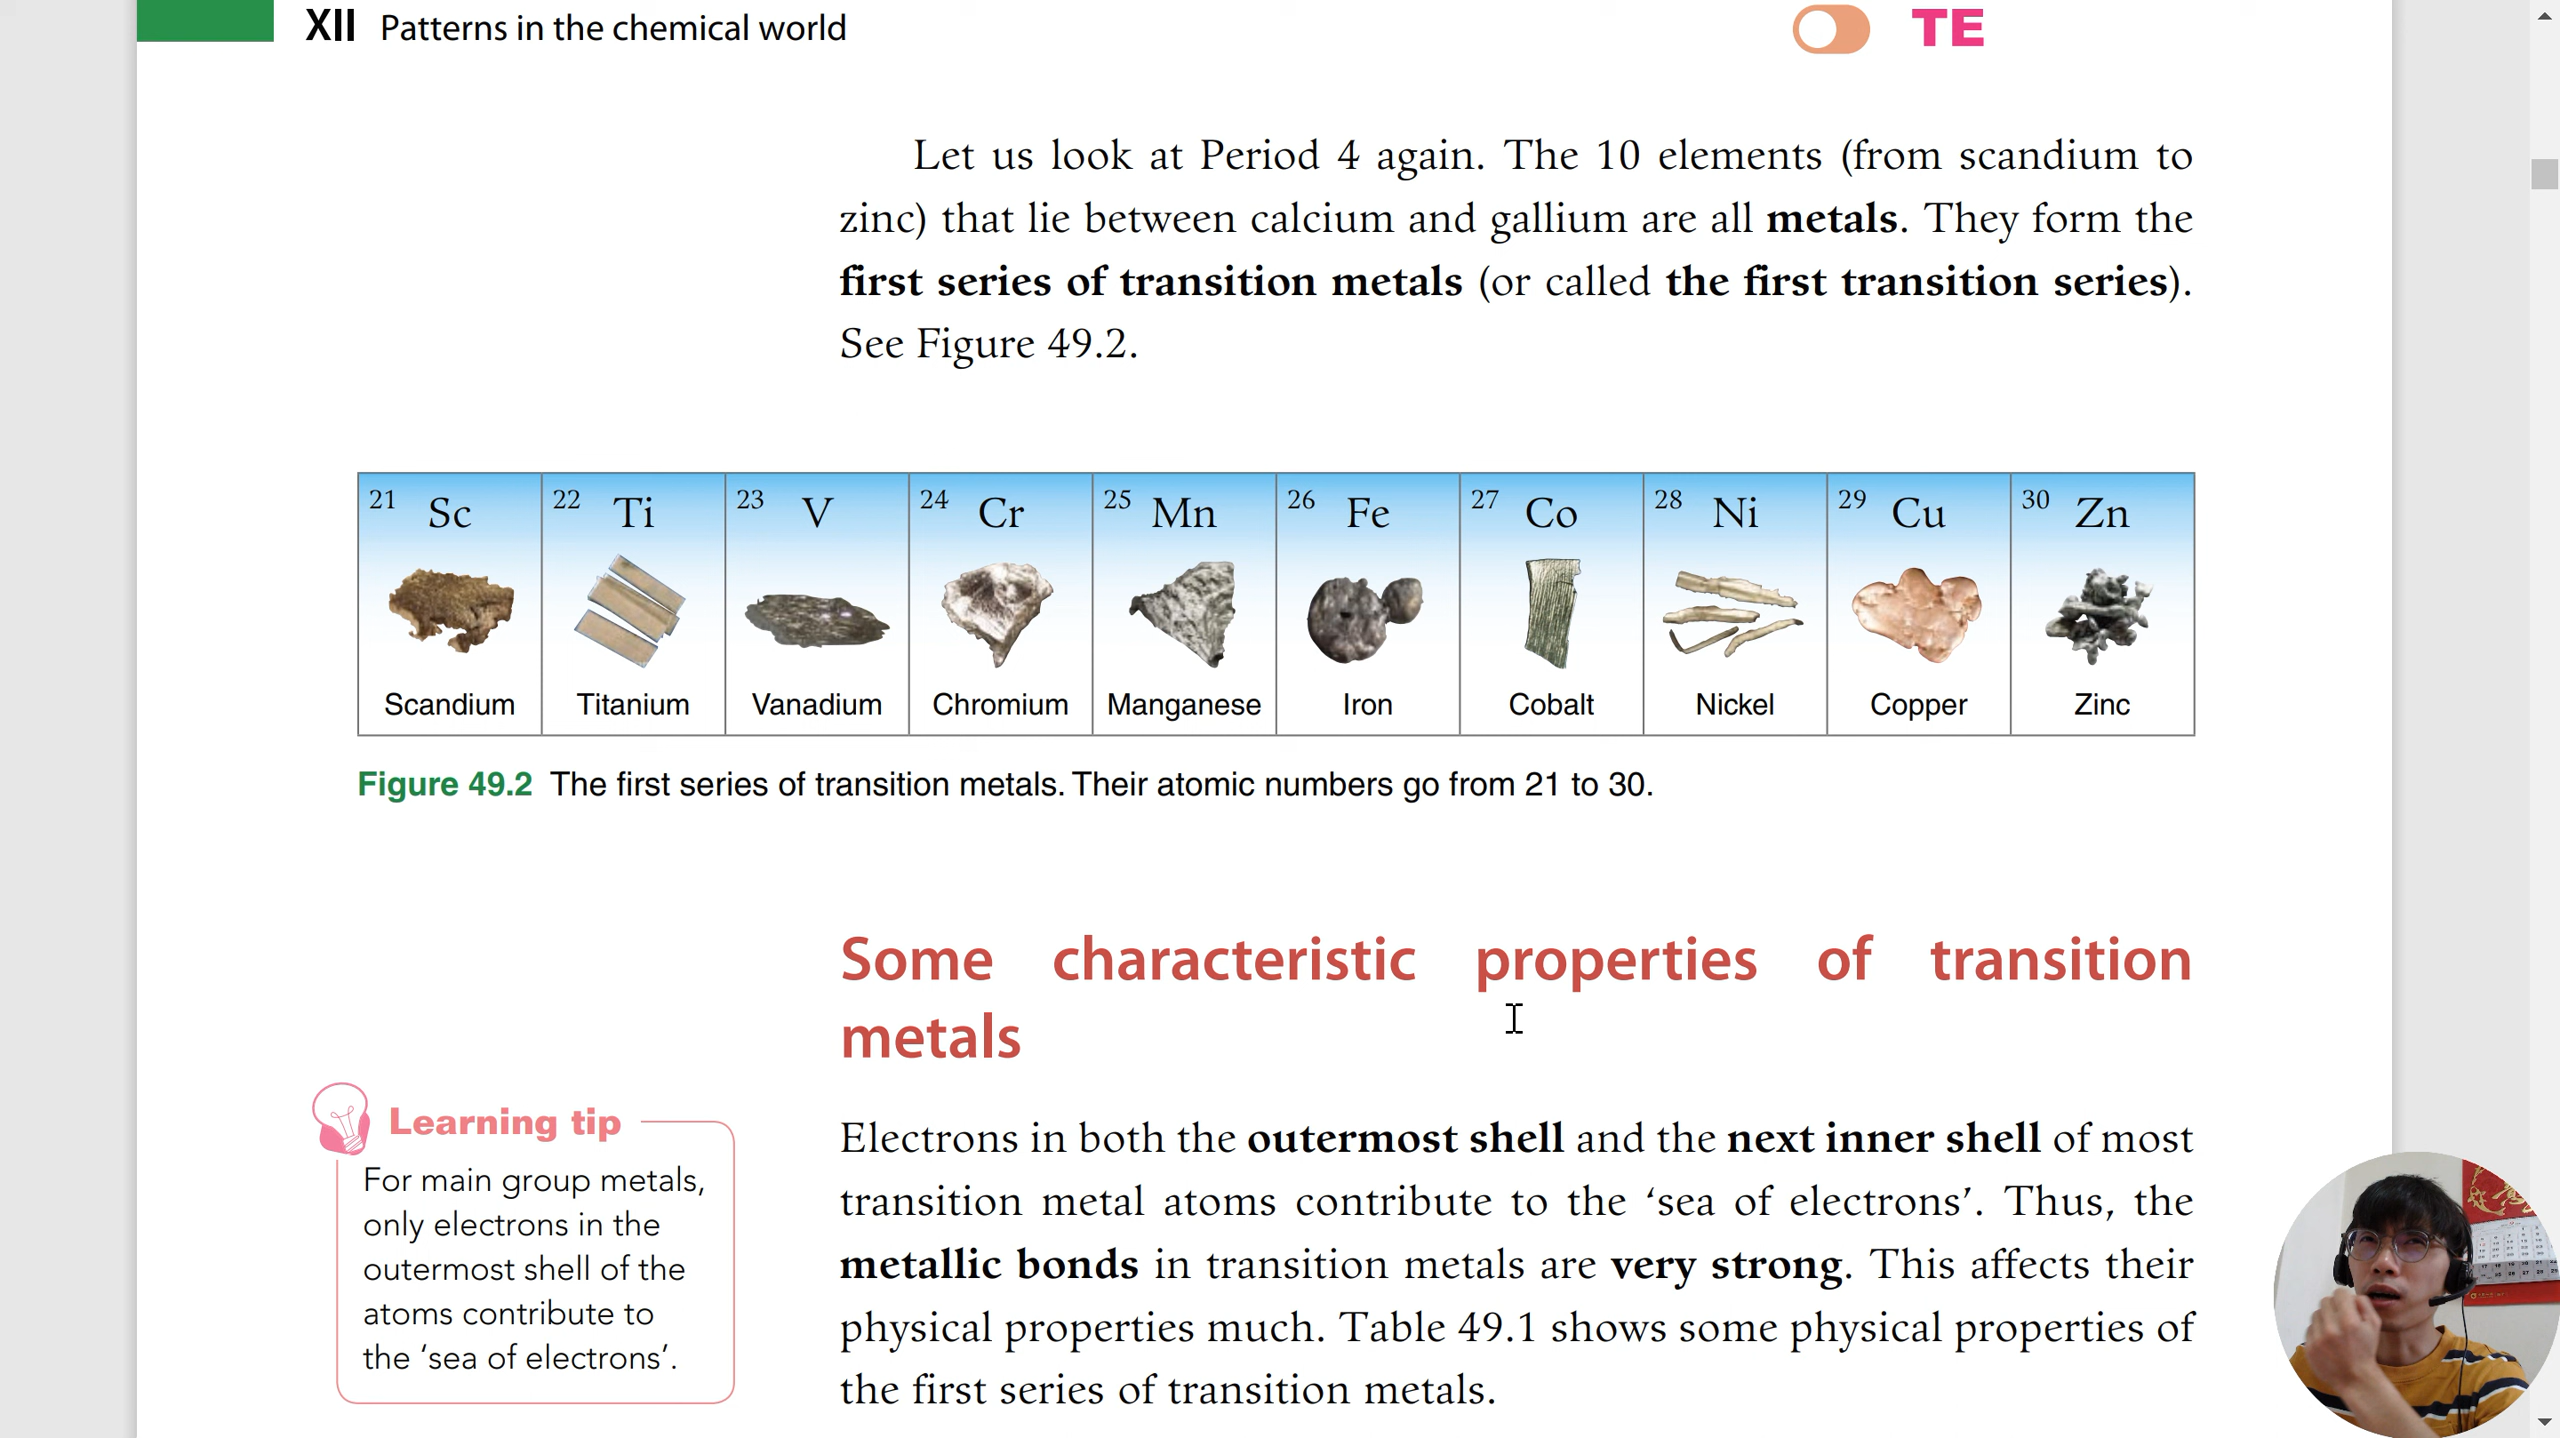 XII Patterns in the chemical world
TE
Let us look at Period 4 again. The 10 elements (from scandium to
zinc) that lie between calcium and gallium are all metals. They form the
first series of transition metals (or called the first transition series).
See Figure 49.2.
21 Sc 22 Ti 23 V 24 Cr 25 Mn 26 Fe 27 Co 28 Ni 29 Cu 30 Zn
Scandium Titanium Vanadium Chromium Manganese Iron Cobalt Nickel Copper Zinc
Figure 49.2 The first series of transition metals. Their atomic numbers go from 21 to 30.
Some characteristic properties of transition
metals
Learning tip
For main group metals,
only electrons in the
outermost shell of the
atoms contribute to
the ‘sea of electrons’.
Electrons in both the outermost shell and the next inner shell of most
transition metal atoms contribute to the ‘sea of electrons’. Thus, the
metallic bonds in transition metals are very strong. This affects their
physical properties much. Table 49.1 shows some physical properties of
the first series of transition metals.